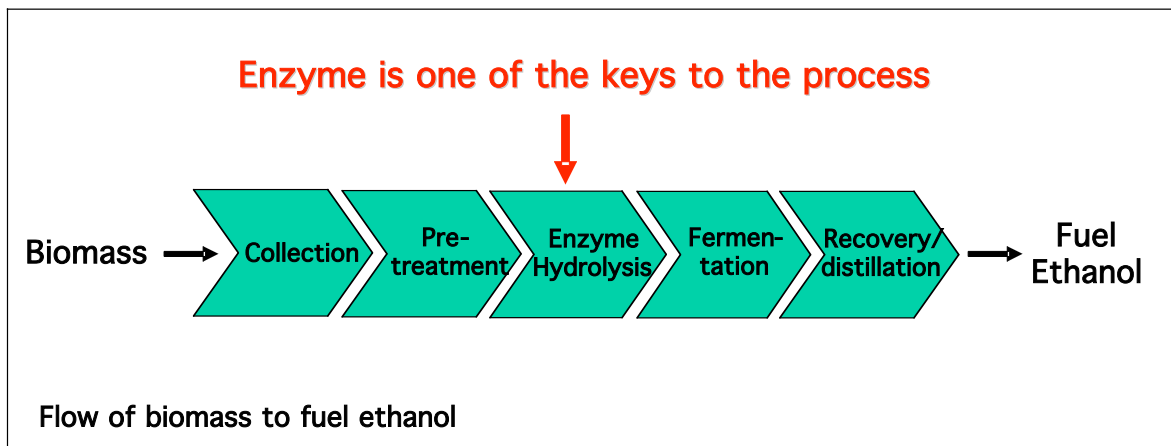 Enzyme is one of the keys to the process
Biomass
Collection
Pre-
treatment
Enzyme
Hydrolysis
Fermen-
tation
Recovery/
distillation
Fuel
Ethanol
Flow of biomass to fuel ethanol